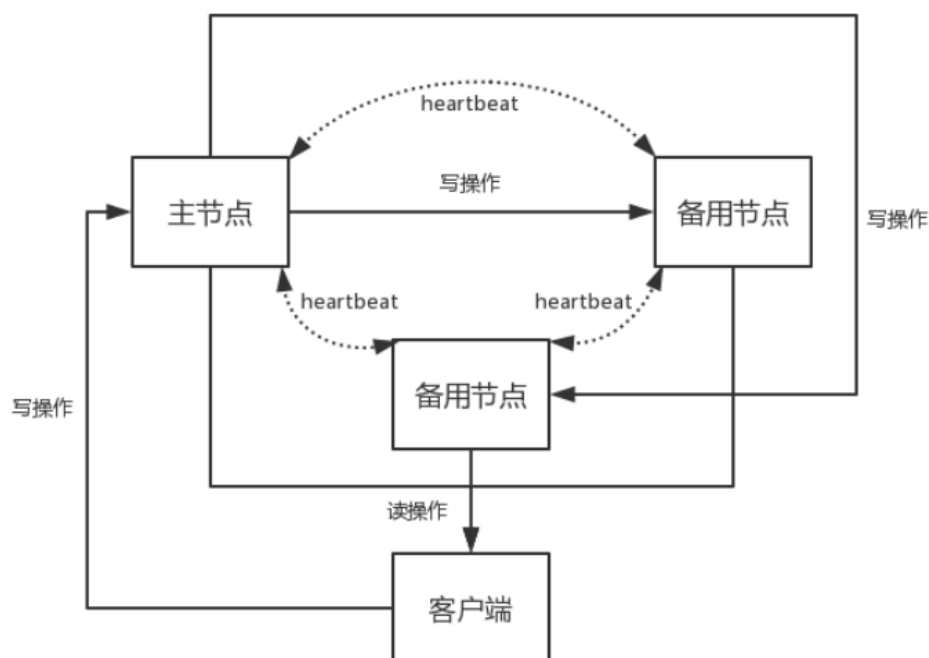 heartbeat
写操作
主节点
备用节点
写操作
heartbeat
heartbeat
备用节点
写操作
读操作
客户端